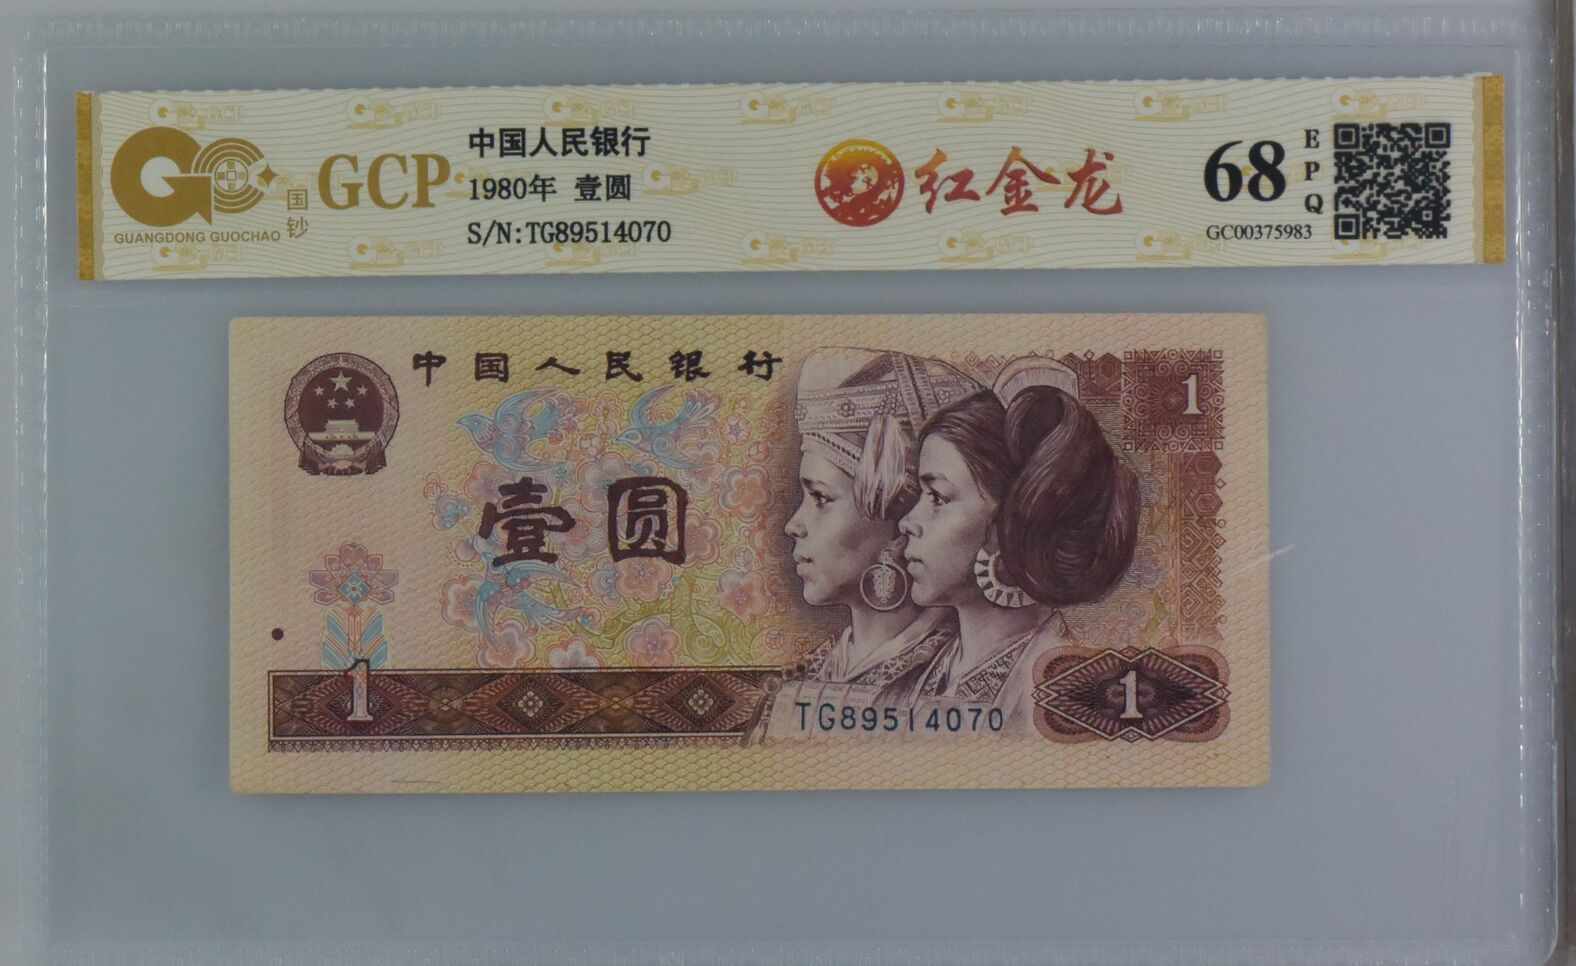 中国人民银行
1980年 壹圆
S/N:TG89514070
GCP
国钞
GUANGDONG GUOCHAO
红金龙
68
EPQ
GC00375983
中国人民银行
1
壹圆
1
TG89514070
1